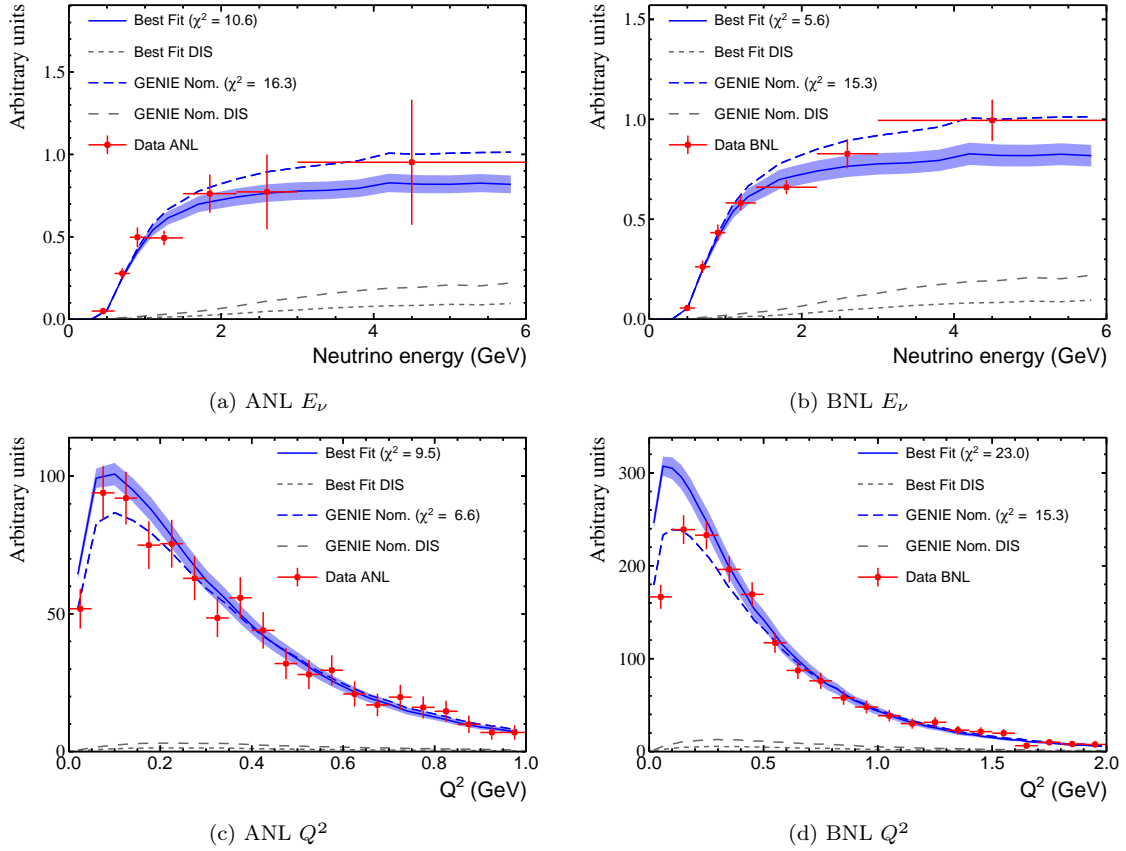 Arbitrary units
1.5
1.0
0.5
0.0
Best Fit (χ² = 10.6)
Best Fit DIS
GENIE Nom. (χ² = 16.3)
GENIE Nom. DIS
Data ANL
0 2 4 6
Neutrino energy (GeV)
(a) ANL Eν
Arbitrary units
1.5
1.0
0.5
0.0
Best Fit (χ² = 5.6)
Best Fit DIS
GENIE Nom. (χ² = 15.3)
GENIE Nom. DIS
Data BNL
0 2 4 6
Neutrino energy (GeV)
(b) BNL Eν
Arbitrary units
100
50
0
Best Fit (χ² = 9.5)
Best Fit DIS
GENIE Nom. (χ² = 6.6)
GENIE Nom. DIS
Data ANL
0.0 0.2 0.4 0.6 0.8 1.0
Q² (GeV)
(c) ANL Q²
Arbitrary units
300
200
100
0
Best Fit (χ² = 23.0)
Best Fit DIS
GENIE Nom. (χ² = 15.3)
GENIE Nom. DIS
Data BNL
0.0 0.5 1.0 1.5 2.0
Q² (GeV)
(d) BNL Q²